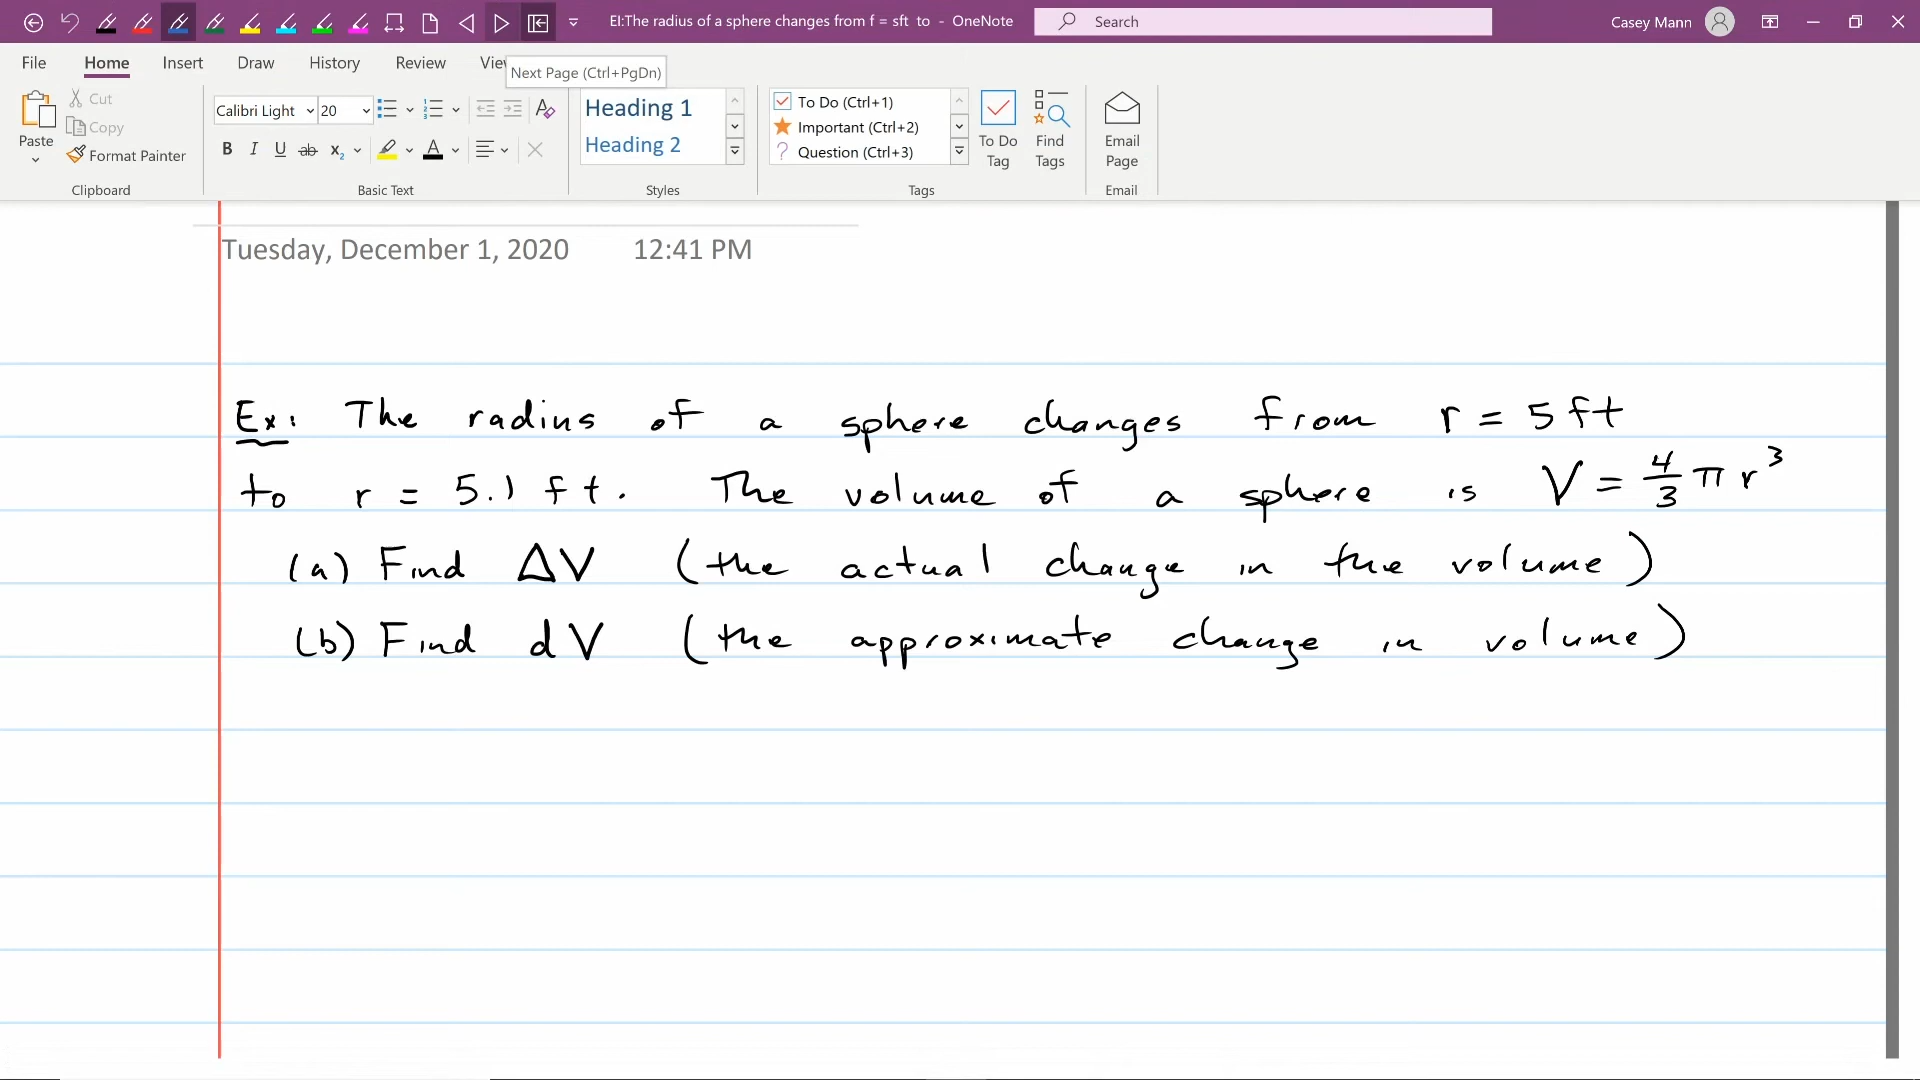 EI:The radius of a sphere changes from f = sft to - OneNote
Search
Casey Mann
File Home Insert Draw History Review Vie
Next Page (Ctrl+PgDn)
Paste
Cut
Copy
Format Painter
Clipboard
Calibri Light 20
B I U ab x₂ A
Basic Text
Heading 1
Heading 2
Styles
To Do (Ctrl+1)
Important (Ctrl+2)
Question (Ctrl+3)
Tags
To Do Tag
Find Tags
Email Page
Email
Tuesday, December 1, 2020 12:41 PM
Ex: The radius of a sphere changes from r = 5 ft
to r = 5.1 ft. The volume of a sphere is V = 4/3 π r³
(a) Find ΔV (the actual change in the volume)
(b) Find dV (the approximate change in volume)